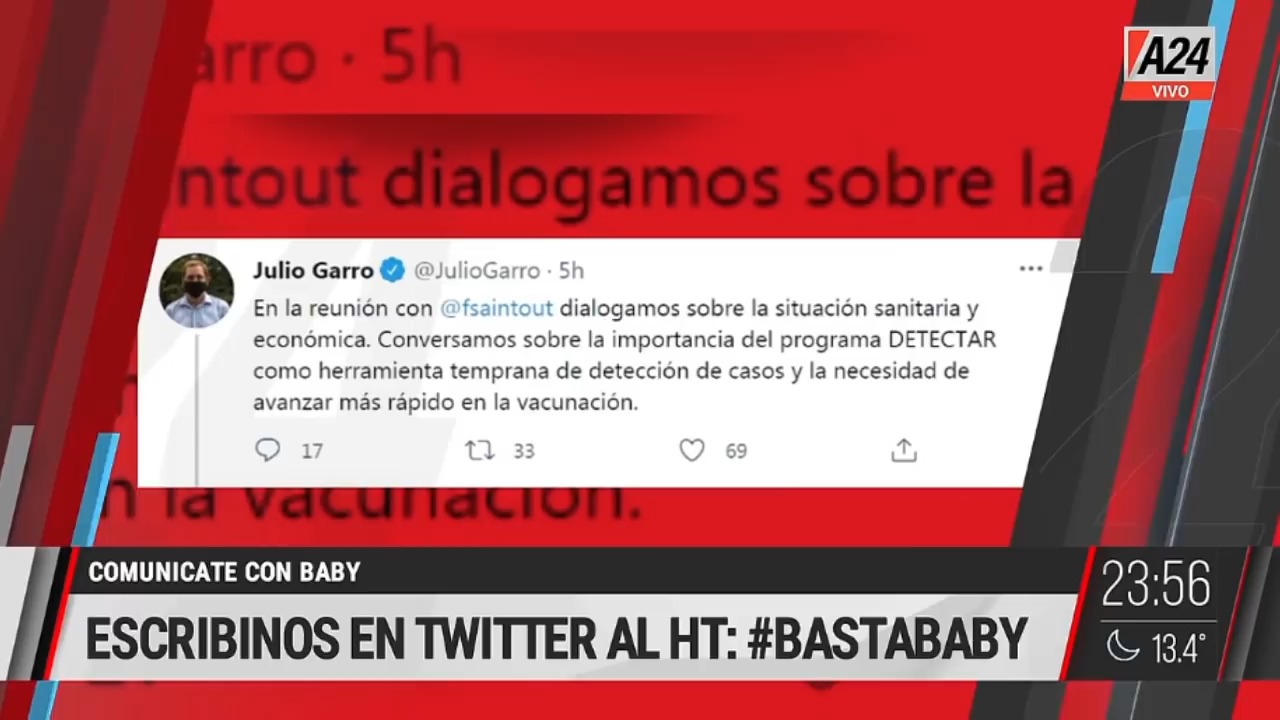 arro · 5h
A24
VIVO
ntout dialogamos sobre la
Julio Garro @JulioGarro · 5h
En la reunión con @fsaintout dialogamos sobre la situación sanitaria y
económica. Conversamos sobre la importancia del programa DETECTAR
como herramienta temprana de detección de casos y la necesidad de
avanzar más rápido en la vacunación.
17 33 69
n la vacunación.
COMUNICATE CON BABY
ESCRIBINOS EN TWITTER AL HT: #BASTABABY
23:56
13.4°